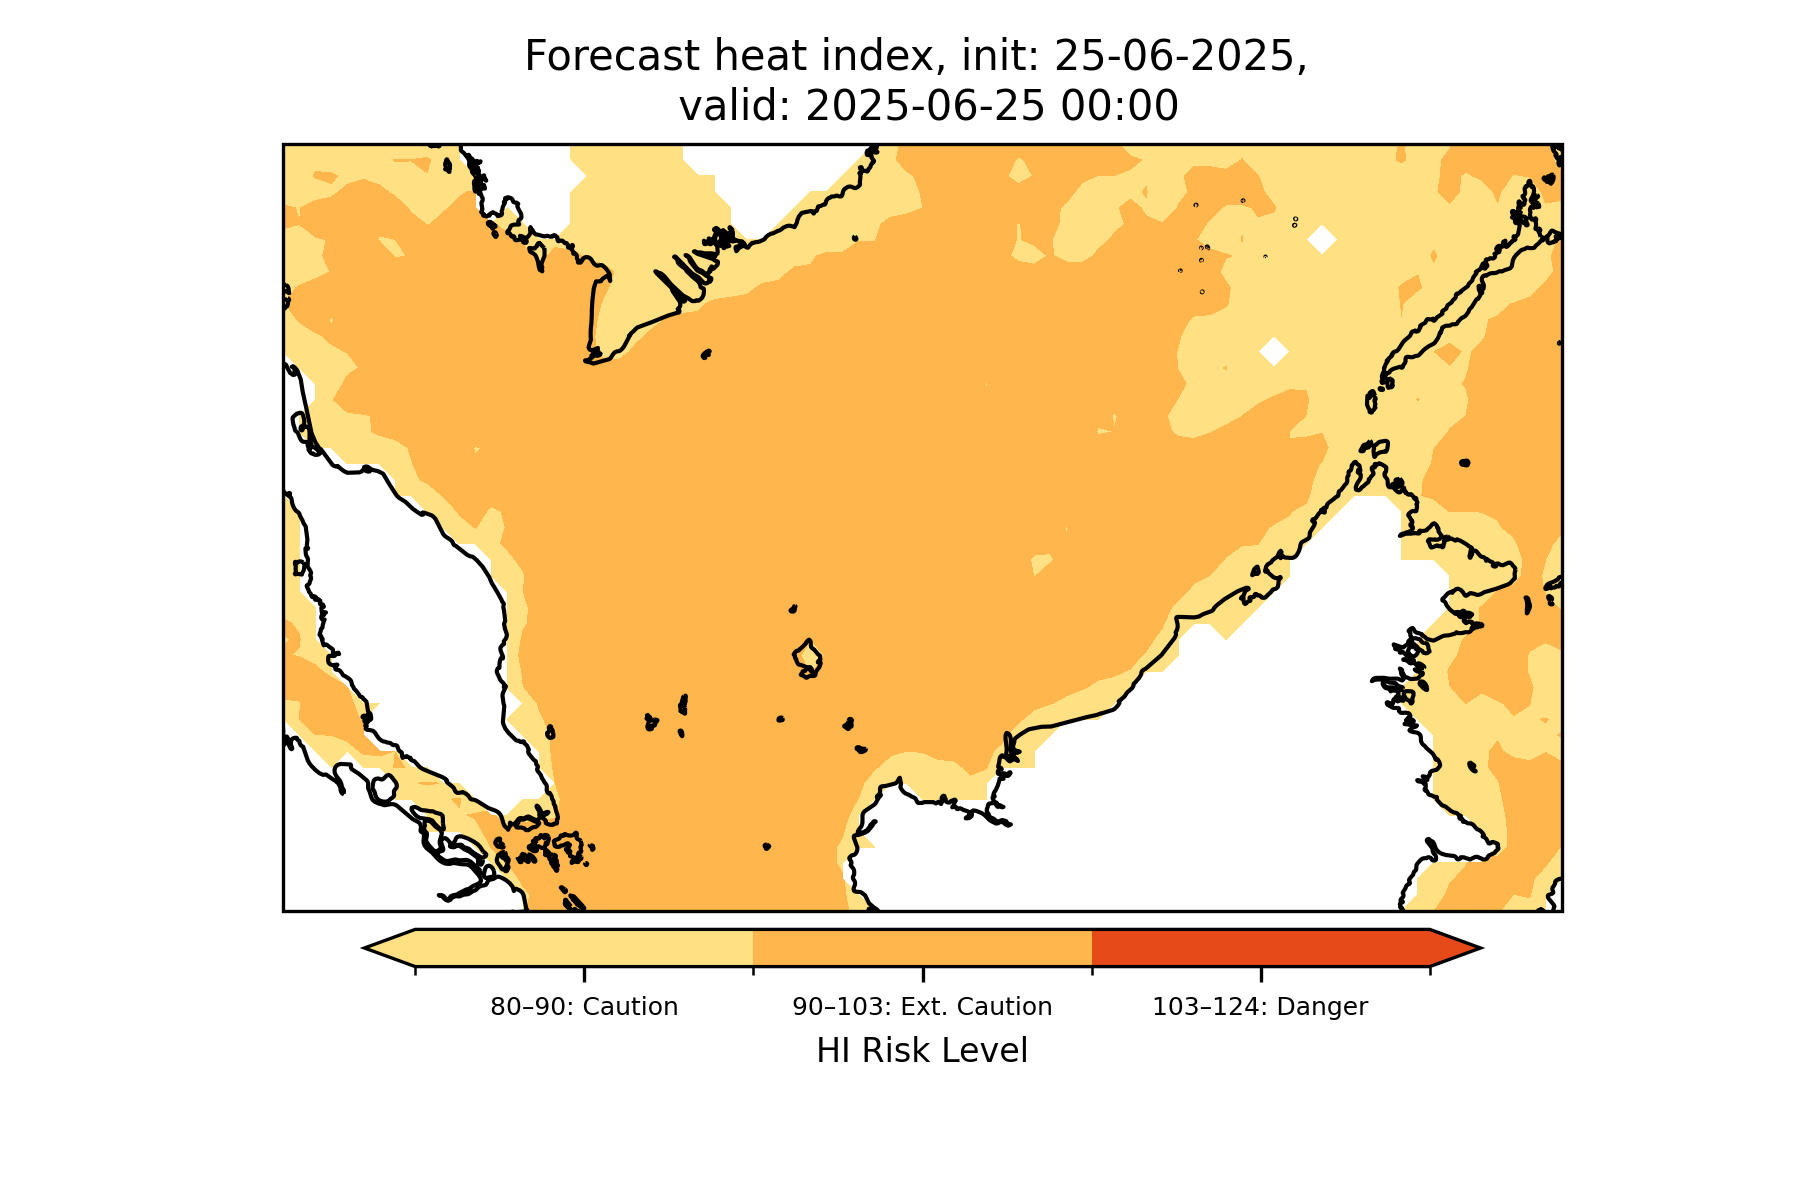 Forecast heat index, init: 25-06-2025,
valid: 2025-06-25 00:00
80–90: Caution
90–103: Ext. Caution
103–124: Danger
HI Risk Level